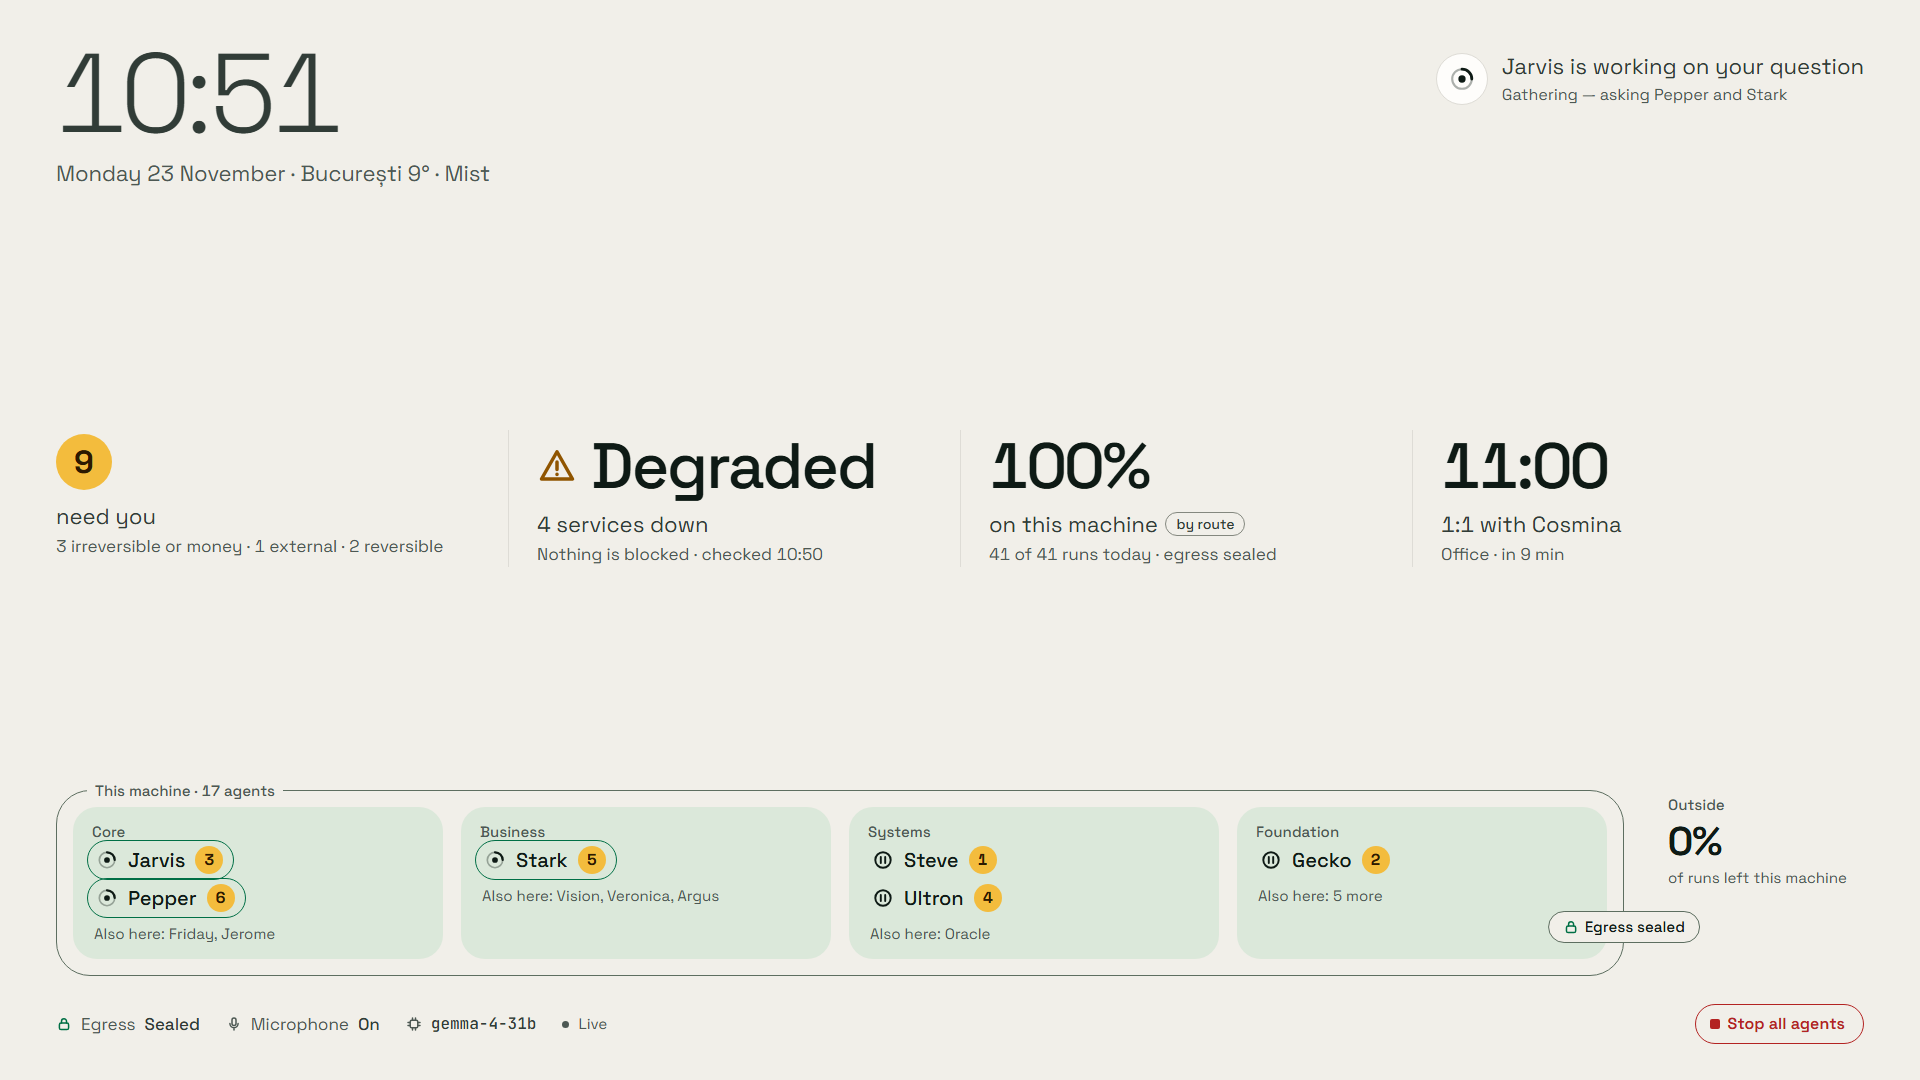 10:51
Monday 23 November · București 9° · Mist
Jarvis is working on your question
Gathering — asking Pepper and Stark
9
need you
3 irreversible or money · 1 external · 2 reversible
Degraded
4 services down
Nothing is blocked · checked 10:50
100%
on this machine by route
41 of 41 runs today · egress sealed
11:00
1:1 with Cosmina
Office · in 9 min
This machine · 17 agents
Core
Jarvis 3
Pepper 6
Also here: Friday, Jerome
Business
Stark 5
Also here: Vision, Veronica, Argus
Systems
Steve 1
Ultron 4
Also here: Oracle
Foundation
Gecko 2
Also here: 5 more
Outside
0%
of runs left this machine
Egress sealed
Egress Sealed Microphone On gemma-4-31b Live
Stop all agents